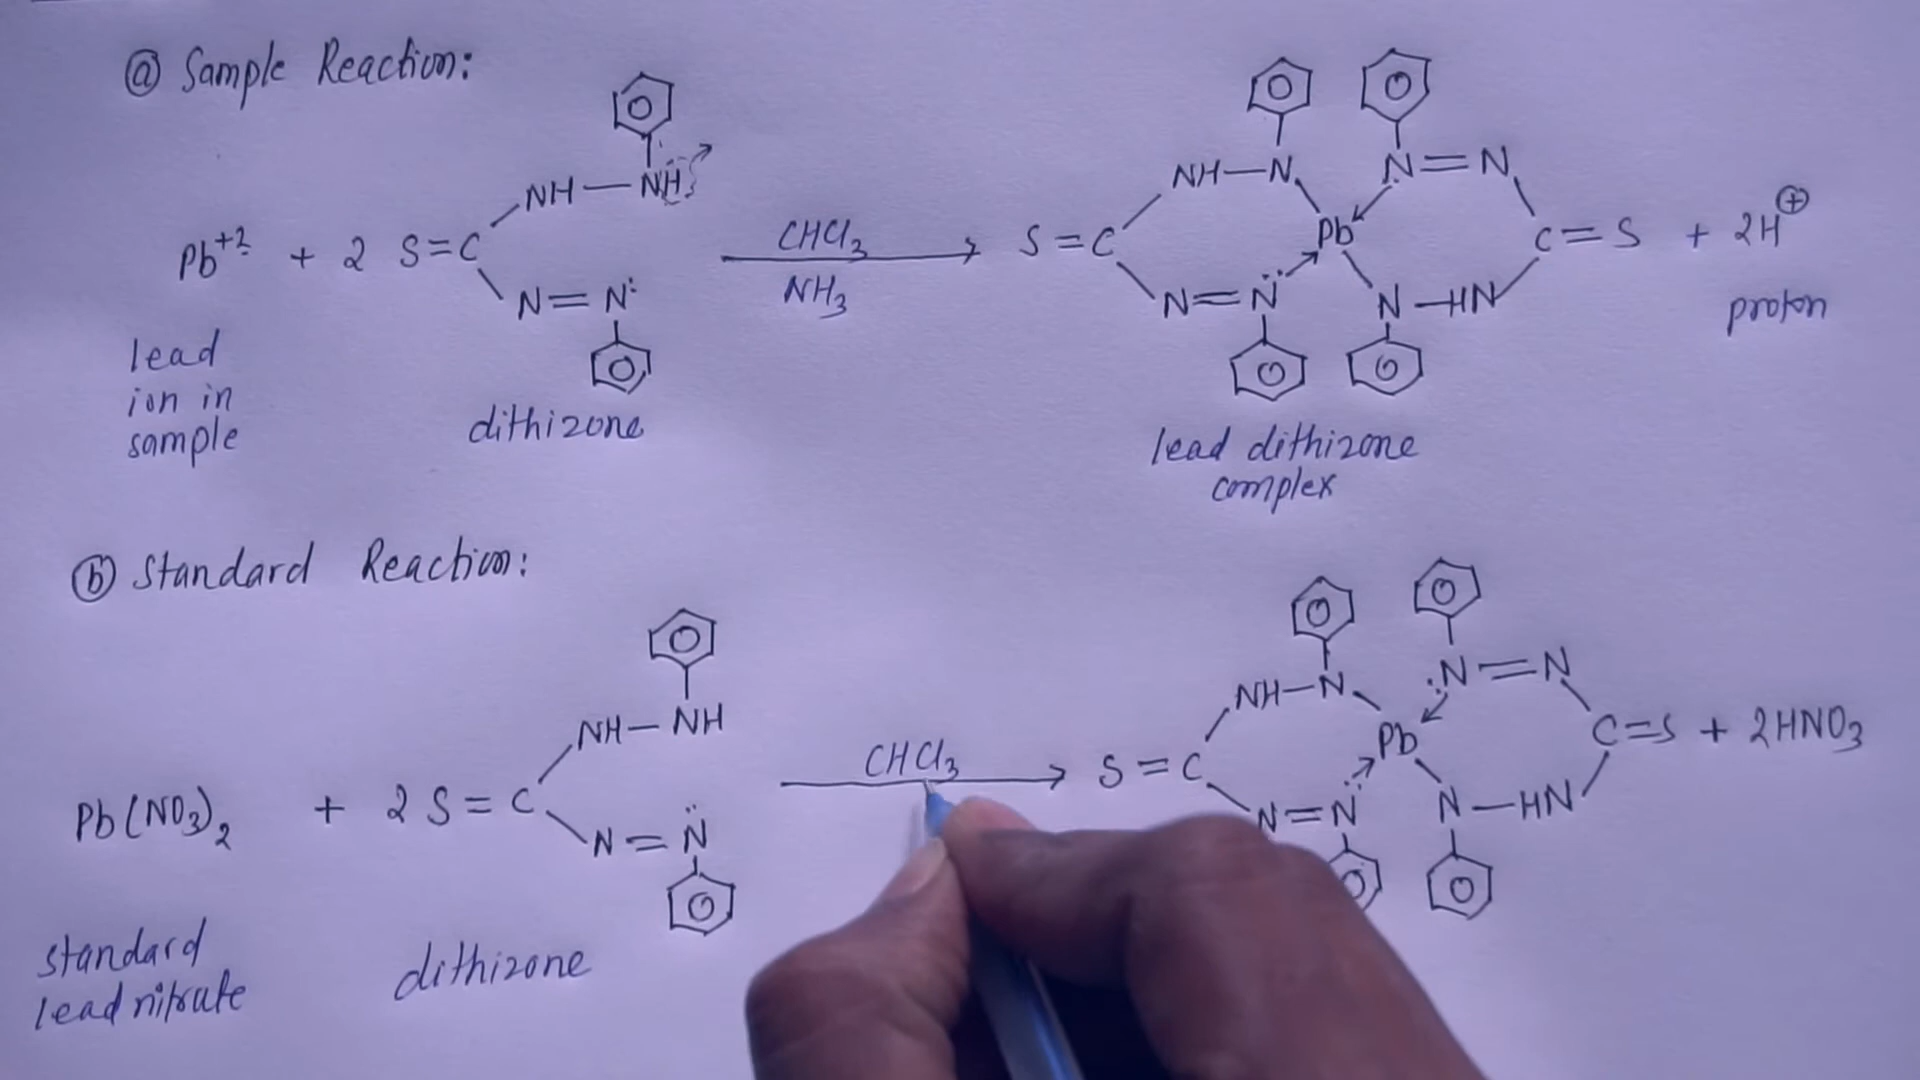 ⓐ Sample Reaction:
NH — NH
Pb⁺² + 2 S=C
N=N:
CHCl₃
NH₃
NH—N
N=N
S=C
Pb
C=S + 2H⊕
N=N
N—HN
proton
lead
ion in
sample
dithizone
lead dithizone
complex
ⓑ Standard Reaction:
NH—NH
Pb(NO₃)₂ + 2 S=C
N=N
CHCl₃
NH—N
:N=N
S=C
Pb
C=S + 2HNO₃
N=N
N—HN
standard
lead nitrate
dithizone